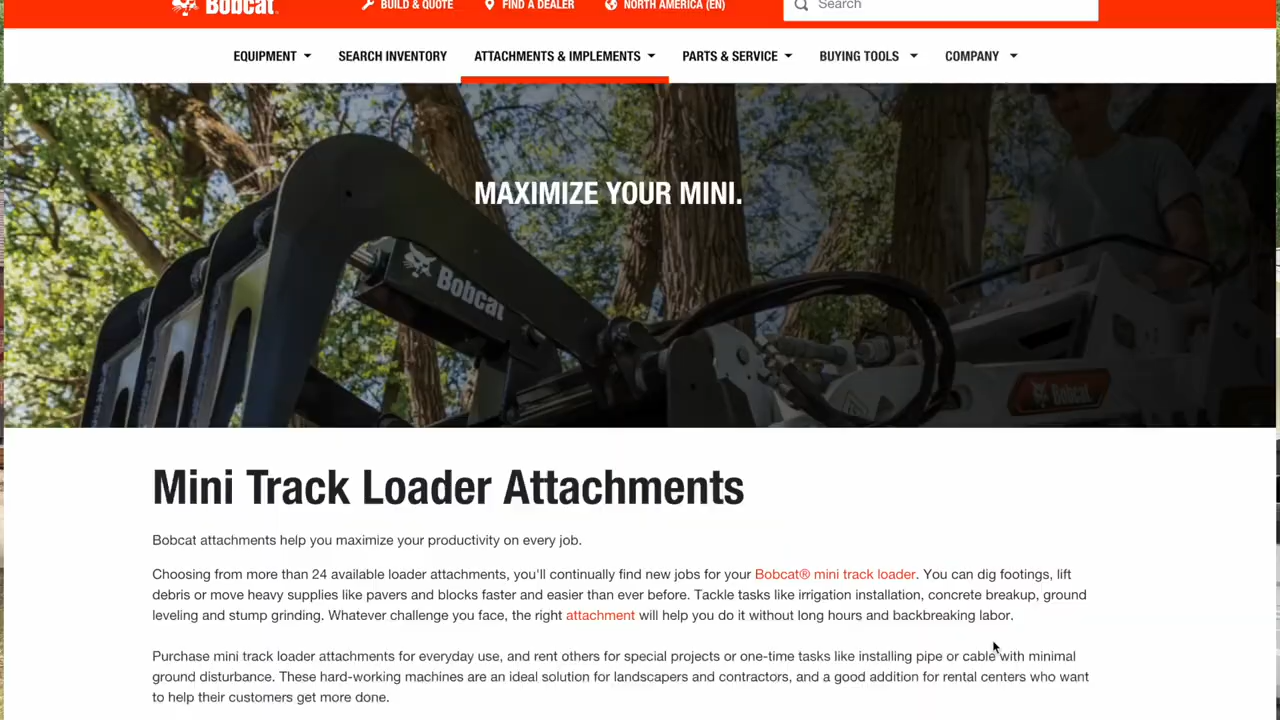 Bobcat.
BUILD & QUOTE
FIND A DEALER
NORTH AMERICA (EN)
Search
EQUIPMENT
SEARCH INVENTORY
ATTACHMENTS & IMPLEMENTS
PARTS & SERVICE
BUYING TOOLS
COMPANY
MAXIMIZE YOUR MINI.
Bobcat
Bobcat
Mini Track Loader Attachments
Bobcat attachments help you maximize your productivity on every job.
Choosing from more than 24 available loader attachments, you'll continually find new jobs for your Bobcat® mini track loader. You can dig footings, lift
debris or move heavy supplies like pavers and blocks faster and easier than ever before. Tackle tasks like irrigation installation, concrete breakup, ground
leveling and stump grinding. Whatever challenge you face, the right attachment will help you do it without long hours and backbreaking labor.
Purchase mini track loader attachments for everyday use, and rent others for special projects or one-time tasks like installing pipe or cable with minimal
ground disturbance. These hard-working machines are an ideal solution for landscapers and contractors, and a good addition for rental centers who want
to help their customers get more done.